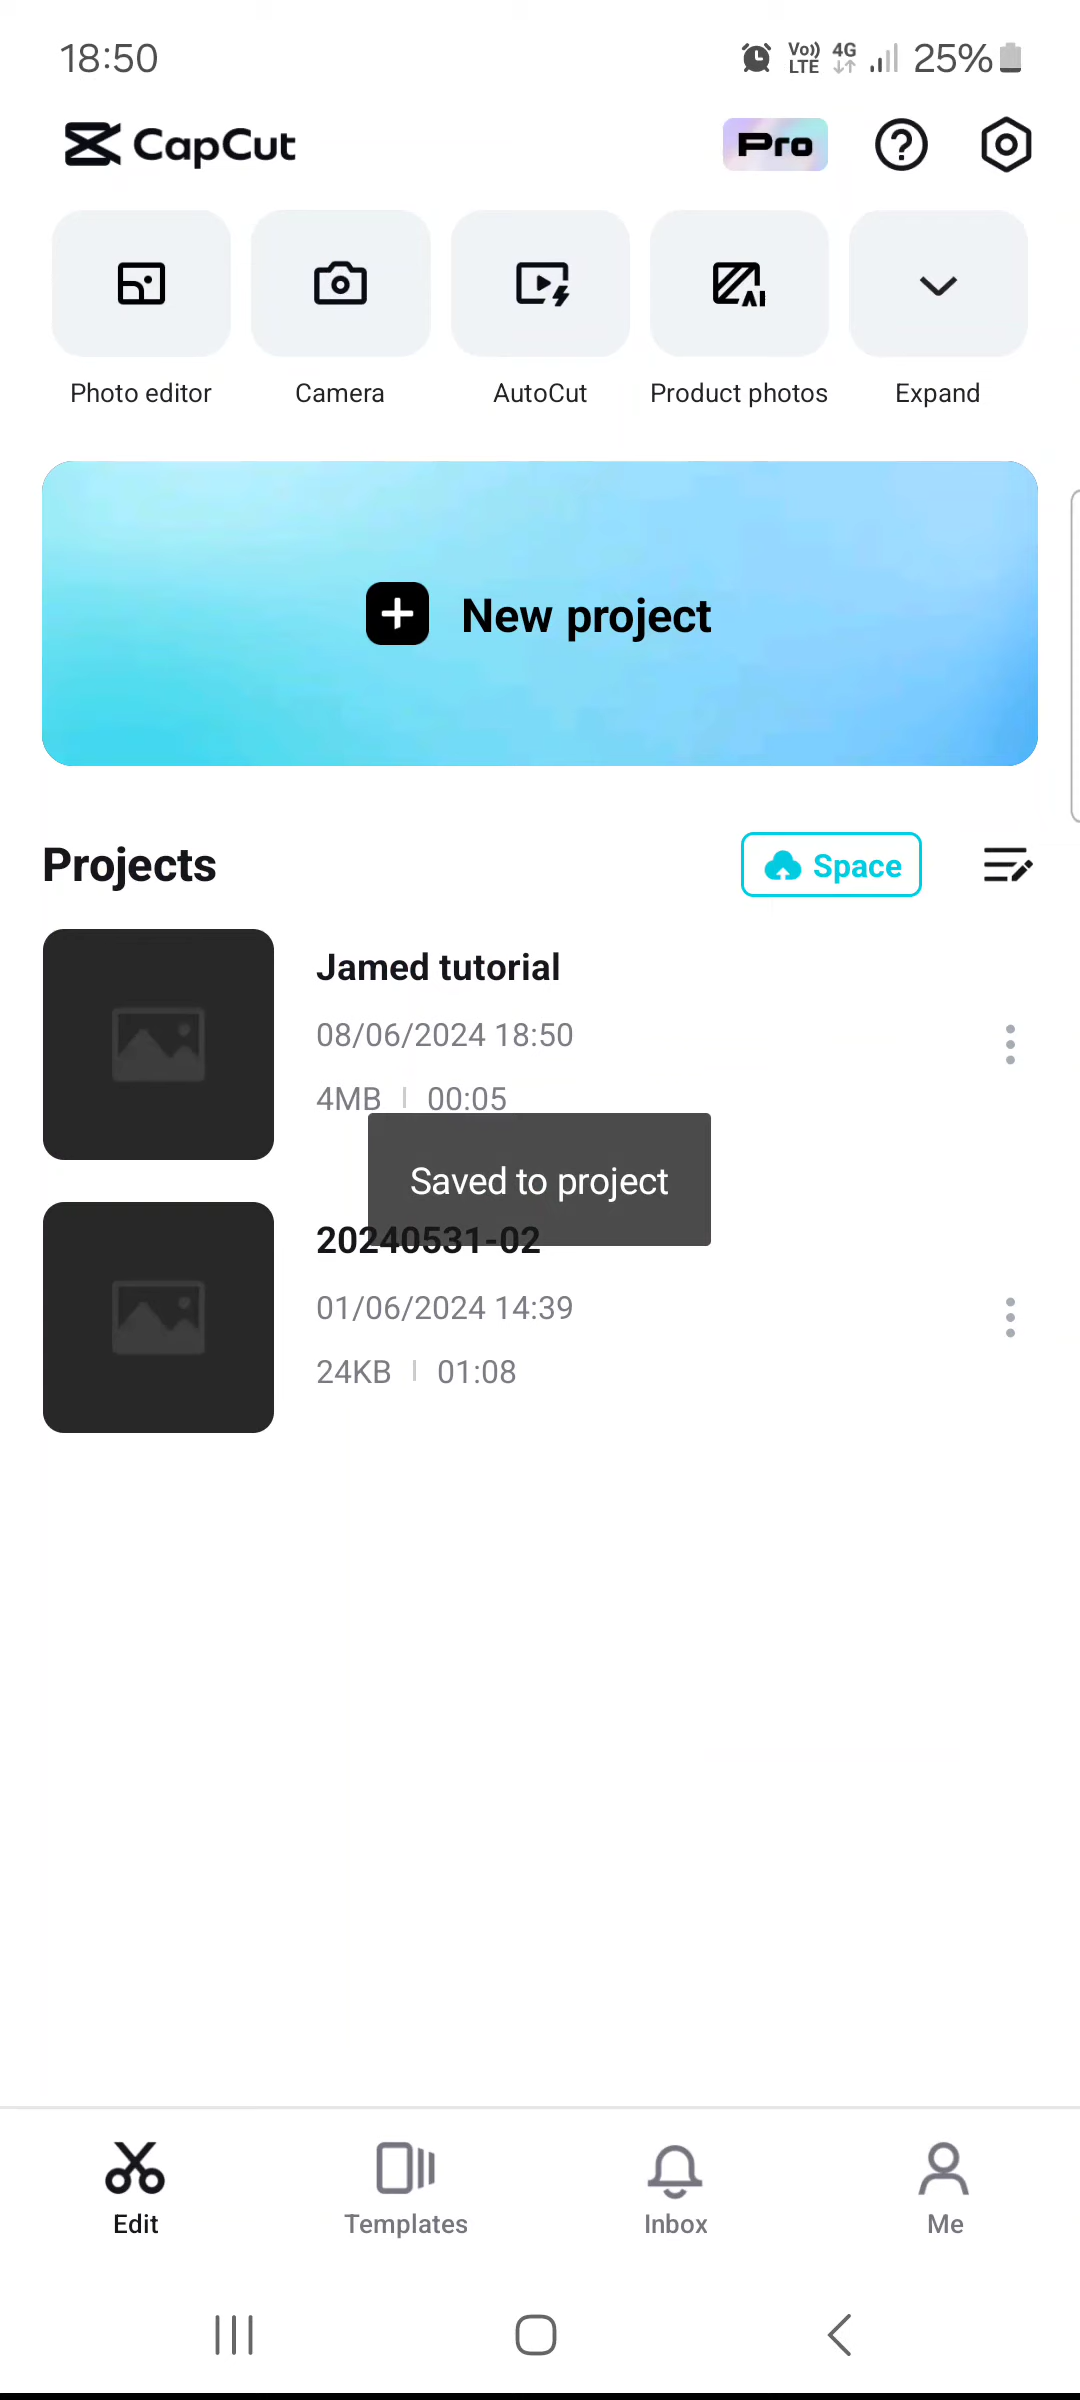 18:50
Vo)) LTE 4G 25%
CapCut
Pro
Photo editor
Camera
AutoCut
AI
Product photos
Expand
New project
Projects
Space
Jamed tutorial
08/06/2024 18:50
4MB 00:05
Saved to project
20240531-02
01/06/2024 14:39
24KB 01:08
Edit
Templates
Inbox
Me